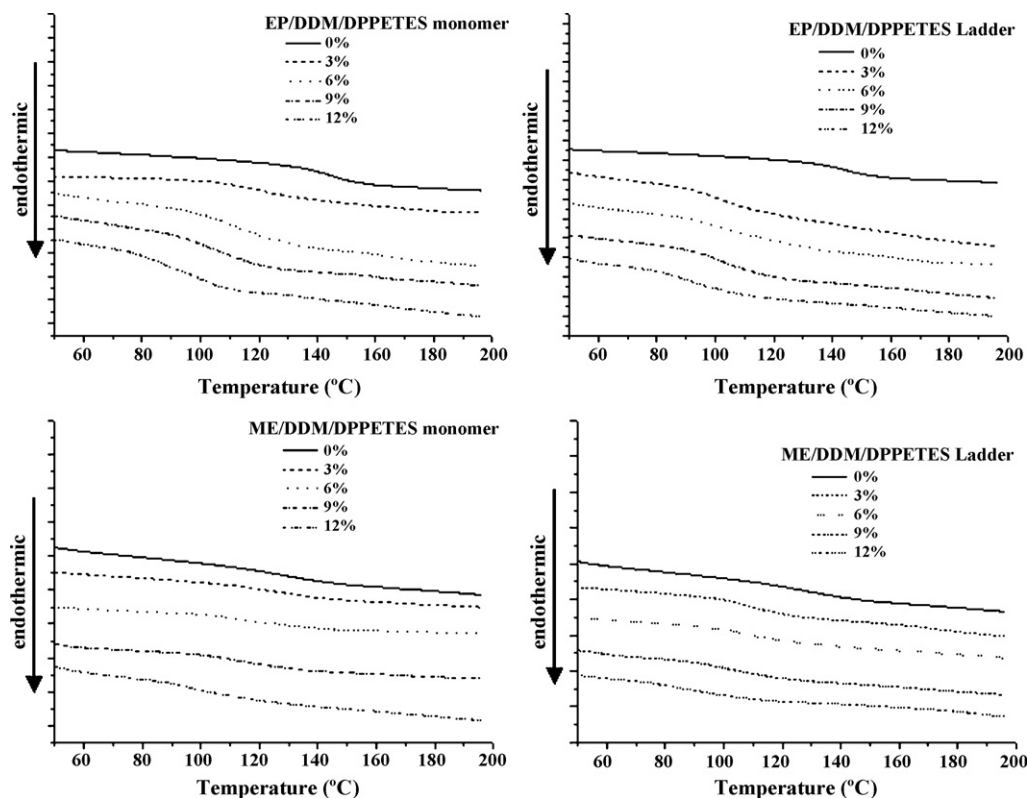 EP/DDM/DPPETES monomer
0%
3%
6%
9%
12%
endothermic
60 80 100 120 140 160 180 200
Temperature (ºC)
EP/DDM/DPPETES Ladder
0%
3%
6%
9%
12%
endothermic
60 80 100 120 140 160 180 200
Temperature (ºC)
ME/DDM/DPPETES monomer
0%
3%
6%
9%
12%
endothermic
60 80 100 120 140 160 180 200
Temperature (ºC)
ME/DDM/DPPETES Ladder
0%
3%
6%
9%
12%
endothermic
60 80 100 120 140 160 180 200
Temperature (ºC)